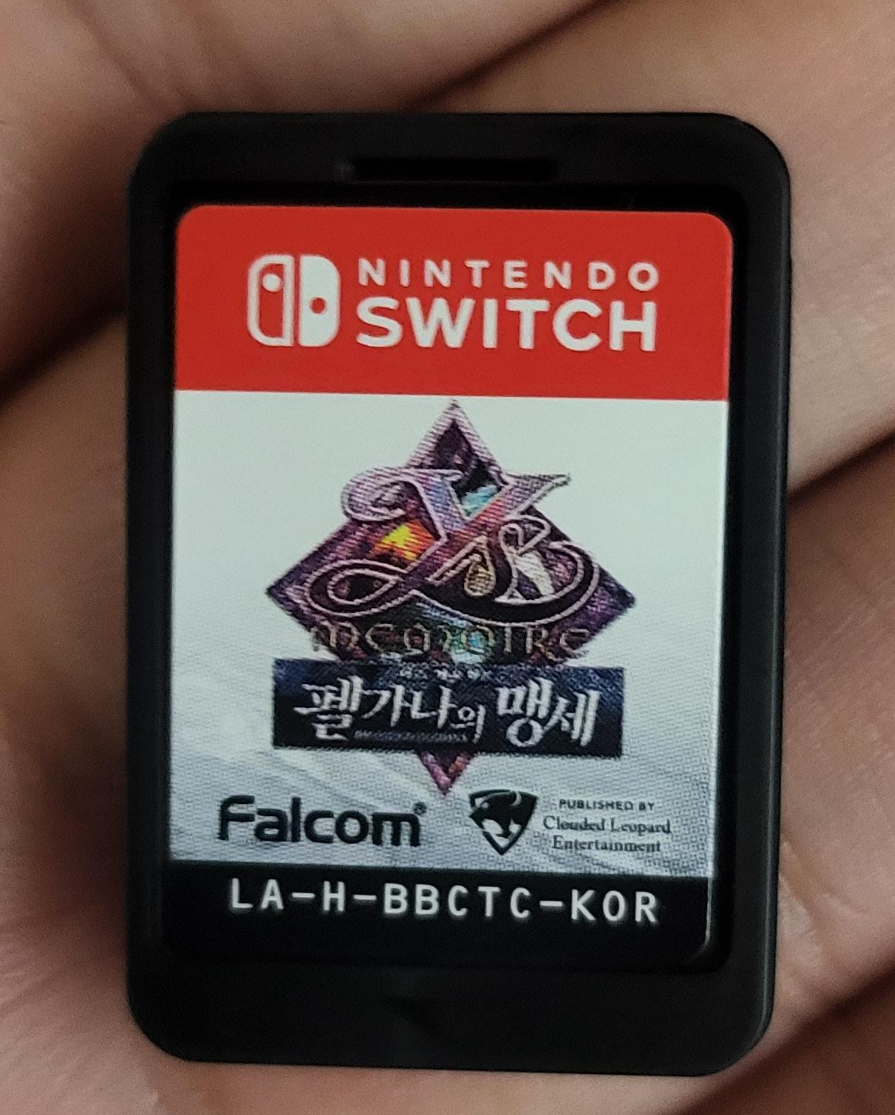 NINTENDO
SWITCH
Ys
MEMOIRE
펠가나의 맹세
Falcom
PUBLISHED BY
Clouded Leopard
Entertainment
LA-H-BBCTC-KOR